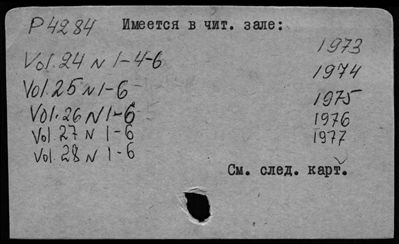 P4284 Имеется в чит. зале:
Vol. 24 N 1-4-6 1973
Vol. 25 N 1-6 1974
Vol. 26 N 1-6 1975
Vol. 27 N 1-6 1976
Vol. 28 N 1-6 1977
См. след. карт.